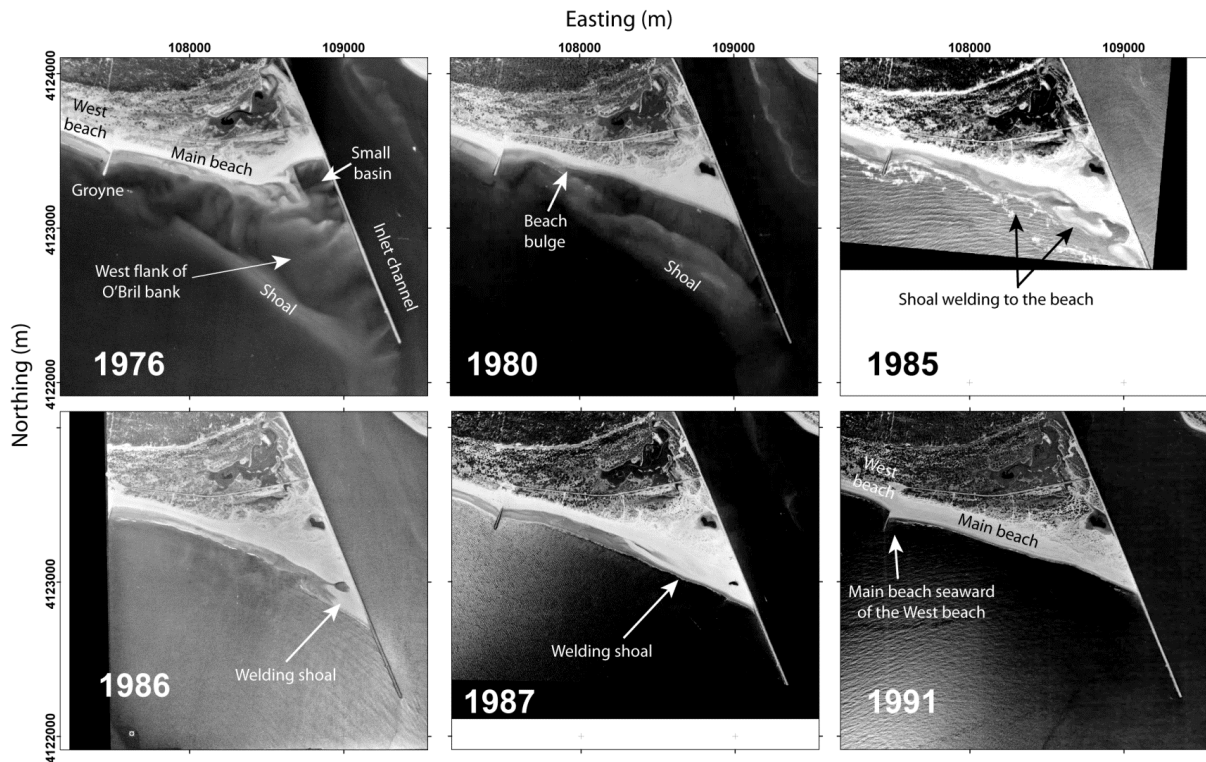 Easting (m)
108000 109000 108000 109000 108000 109000
Northing (m)
4124000
4123000
4122000
West
beach
Main beach
Small
basin
Groyne
Inlet channel
West flank of
O'Bril bank
Shoal
1976
Beach
bulge
Shoal
1980
Shoal welding to the beach
1985
4123000
4122000
Welding shoal
1986
Welding shoal
1987
West
beach
Main beach
Main beach seaward
of the West beach
1991